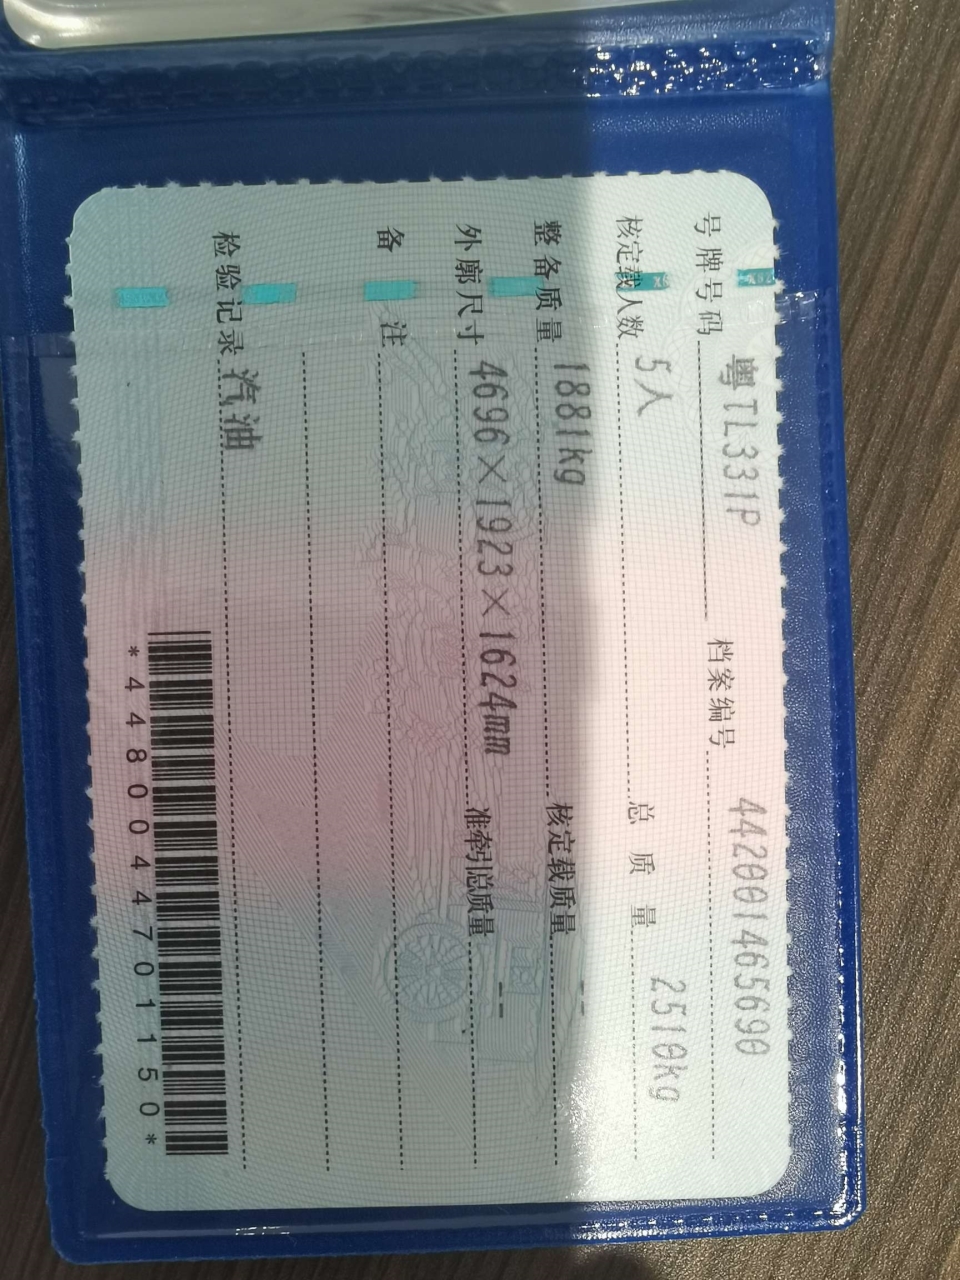 号牌号码 粤TL331P 档案编号 442001465690
核定载人数 5人 总质量 2510kg
整备质量 1881kg 核定载质量 --
外廓尺寸 4696×1923×1624mm 准牵引总质量 --
备注
检验记录 汽油
*4480044701150*